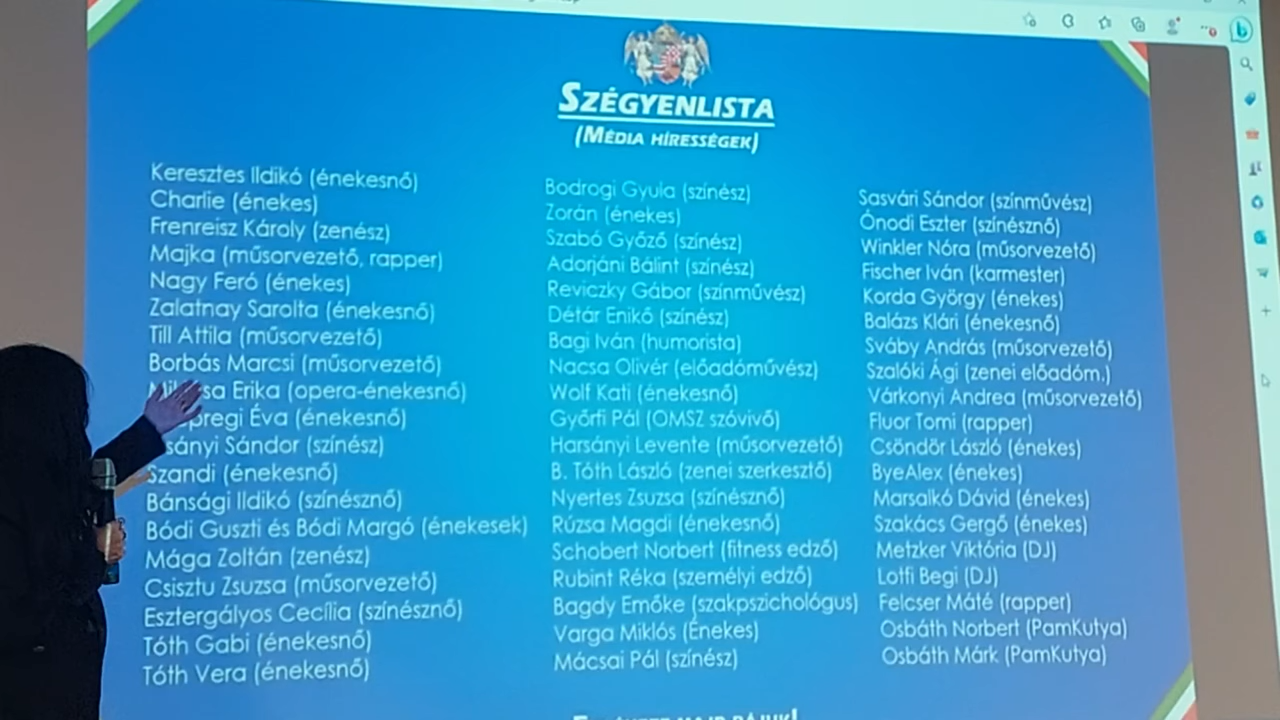 SZÉGYENLISTA
(MÉDIA HÍRESSÉGEK)
Keresztes Ildikó (énekesnő)
Charlie (énekes)
Frenreisz Károly (zenész)
Majka (műsorvezető, rapper)
Nagy Feró (énekes)
Zalatnay Sarolta (énekesnő)
Till Attila (műsorvezető)
Borbás Marcsi (műsorvezető)
Erika (opera-énekesnő)
Éva (énekesnő)
Sándor (színész)
Szandi (énekesnő)
Bánsági Ildikó (színésznő)
Bódi Guszti és Bódi Margó (énekesek)
Mága Zoltán (zenész)
Csisztu Zsuzsa (műsorvezető)
Esztergályos Cecília (színésznő)
Tóth Gabi (énekesnő)
Tóth Vera (énekesnő)
Bodrogi Gyula (színész)
Zorán (énekes)
Szabó Győző (színész)
Adorjáni Bálint (színész)
Reviczky Gábor (színművész)
Détár Enikő (színész)
Bagi Iván (humorista)
Nacsa Olivér (előadóművész)
Wolf Kati (énekesnő)
Győrfi Pál (OMSZ szóvivő)
Harsányi Levente (műsorvezető)
B. Tóth László (zenei szerkesztő)
Nyertes Zsuzsa (színésznő)
Rúzsa Magdi (énekesnő)
Schobert Norbert (fitness edző)
Rubint Réka (személyi edző)
Bagdy Emőke (szakpszichológus)
Varga Miklós (Énekes)
Mácsai Pál (színész)
Sasvári Sándor (színművész)
Ónodi Eszter (színésznő)
Winkler Nóra (műsorvezető)
Fischer Iván (karmester)
Korda György (énekes)
Balázs Klári (énekesnő)
Sváby András (műsorvezető)
Szalóki Ági (zenei előadóm.)
Várkonyi Andrea (műsorvezető)
Fluor Tomi (rapper)
Csöndör László (énekes)
ByeAlex (énekes)
Marsalkó Dávid (énekes)
Szakács Gergő (énekes)
Metzker Viktória (DJ)
Lotfi Begi (DJ)
Felcser Máté (rapper)
Osbáth Norbert (PamKutya)
Osbáth Márk (PamKutya)